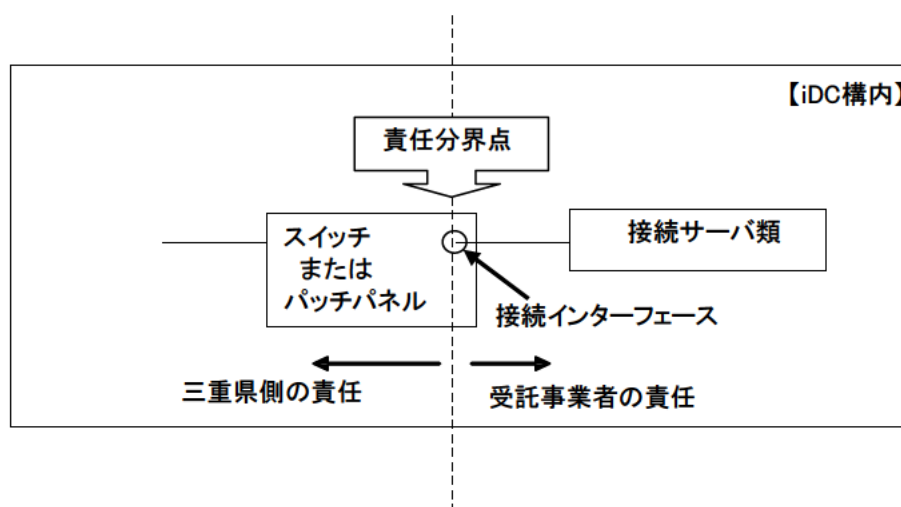 【iDC構内】
責任分界点
スイッチ
または
パッチパネル
接続サーバ類
接続インターフェース
三重県側の責任
受託事業者の責任